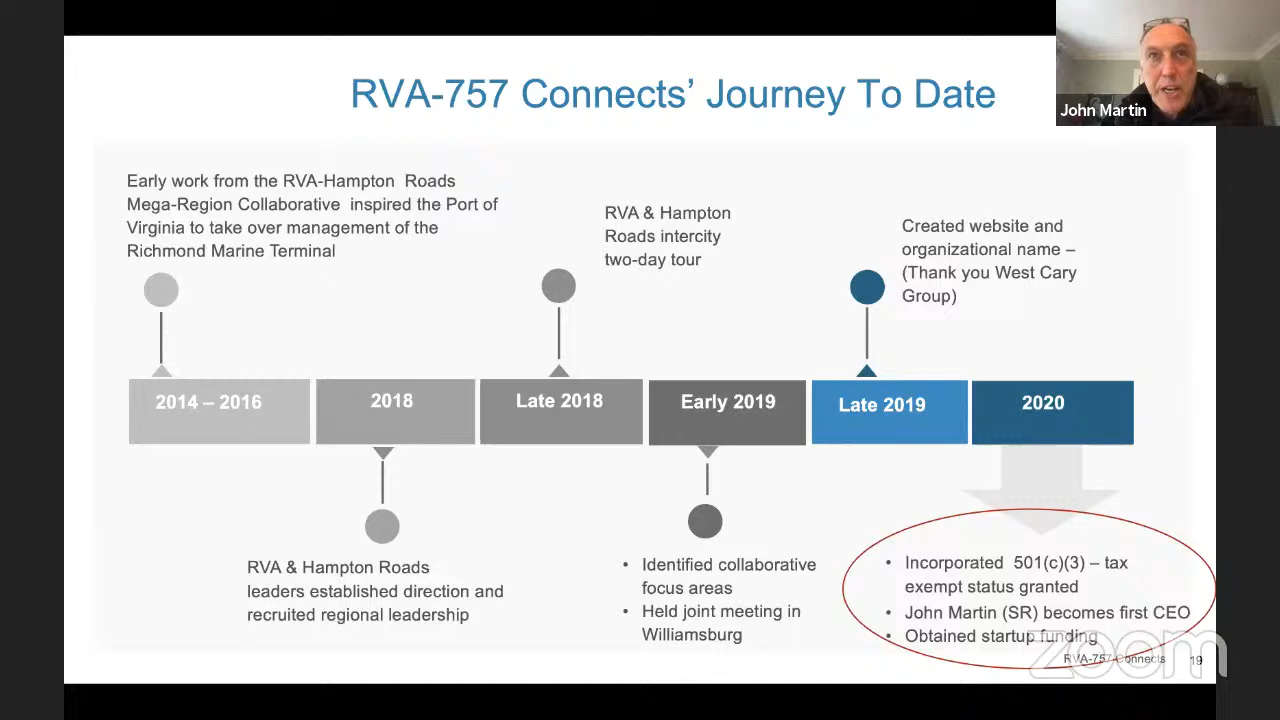 RVA-757 Connects’ Journey To Date
John Martin
Early work from the RVA-Hampton Roads
Mega-Region Collaborative inspired the Port of
Virginia to take over management of the
Richmond Marine Terminal
RVA & Hampton
Roads intercity
two-day tour
Created website and
organizational name –
(Thank you West Cary
Group)
2014 – 2016
2018
Late 2018
Early 2019
Late 2019
2020
RVA & Hampton Roads
leaders established direction and
recruited regional leadership
• Identified collaborative
focus areas
• Held joint meeting in
Williamsburg
• Incorporated 501(c)(3) – tax
exempt status granted
• John Martin (SR) becomes first CEO
• Obtained startup funding
RVA-757 Connects
19
zoom